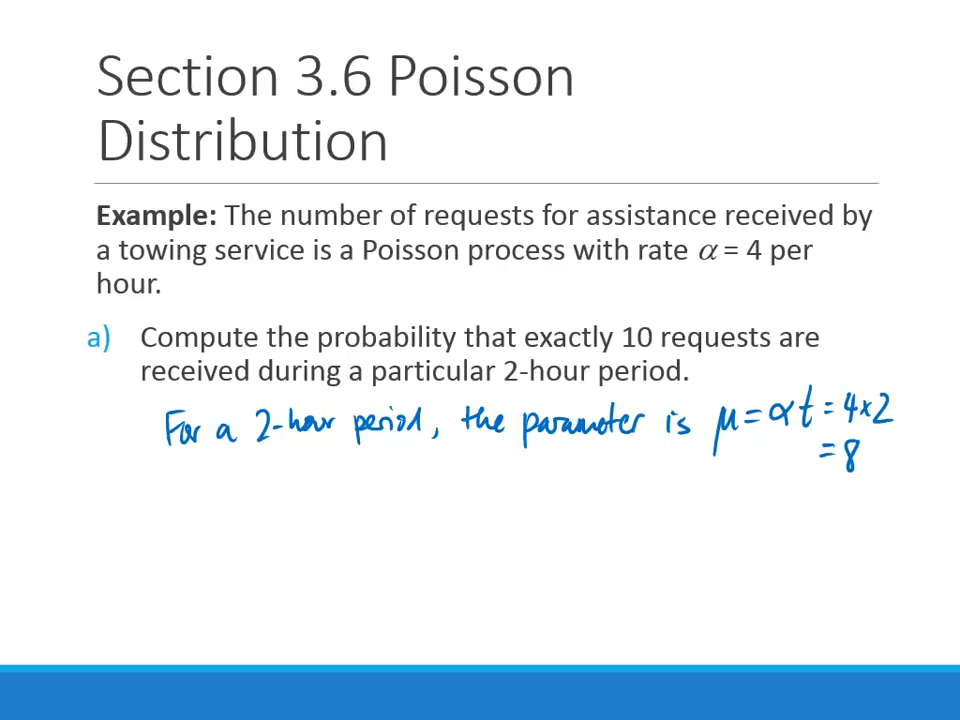 Section 3.6 Poisson
Distribution
Example: The number of requests for assistance received by
a towing service is a Poisson process with rate α = 4 per
hour.
a) Compute the probability that exactly 10 requests are
received during a particular 2-hour period.
For a 2-hour period, the parameter is μ = αt = 4×2
= 8